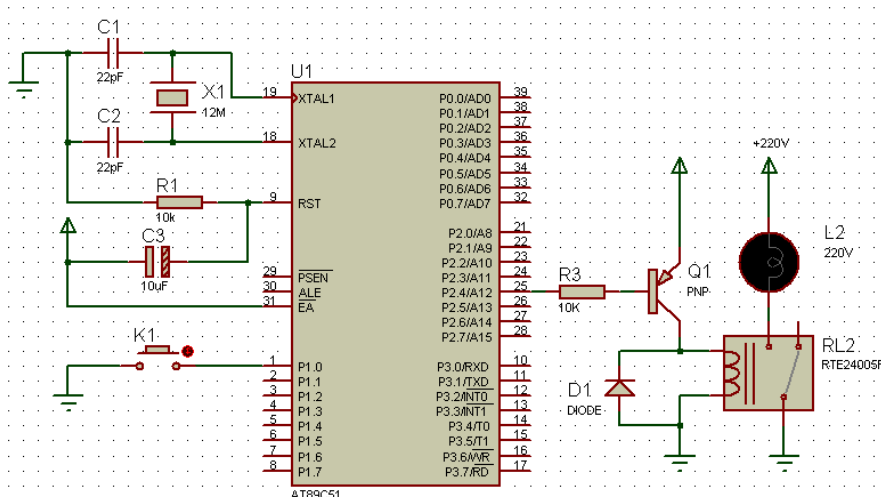 C1
22pF
X1
12M
C2
22pF
R1
10k
C3
10uF
K1
U1
19 XTAL1
18 XTAL2
9 RST
29 PSEN
30 ALE
31 EA
1 P1.0
2 P1.1
3 P1.2
4 P1.3
5 P1.4
6 P1.5
7 P1.6
8 P1.7
P0.0/AD0 39
P0.1/AD1 38
P0.2/AD2 37
P0.3/AD3 36
P0.4/AD4 35
P0.5/AD5 34
P0.6/AD6 33
P0.7/AD7 32
P2.0/A8 21
P2.1/A9 22
P2.2/A10 23
P2.3/A11 24
P2.4/A12 25
P2.5/A13 26
P2.6/A14 27
P2.7/A15 28
P3.0/RXD 10
P3.1/TXD 11
P3.2/INT0 12
P3.3/INT1 13
P3.4/T0 14
P3.5/T1 15
P3.6/WR 16
P3.7/RD 17
AT89C51
R3
10K
Q1
PNP
D1
DIODE
+220V
L2
220V
RL2
RTE24005F